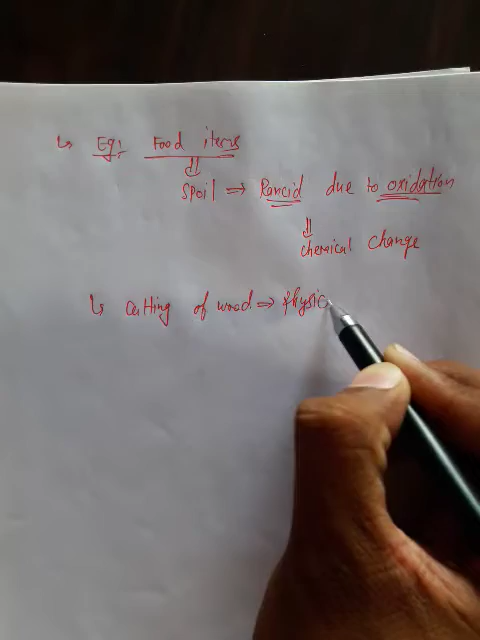 ↳ Eg: Food items
⇓
Spoil ⇒ Rancid due to oxidation
⇓
chemical change
↳ Cutting of wood ⇒ Physic